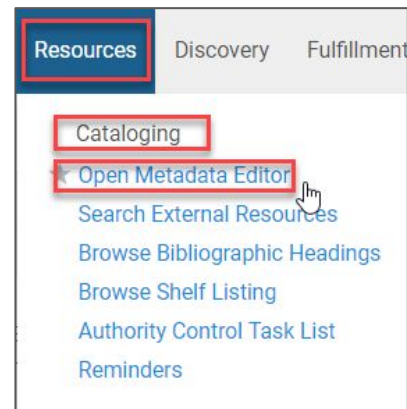 Resources Discovery Fulfillment
Cataloging
Open Metadata Editor
Search External Resources
Browse Bibliographic Headings
Browse Shelf Listing
Authority Control Task List
Reminders